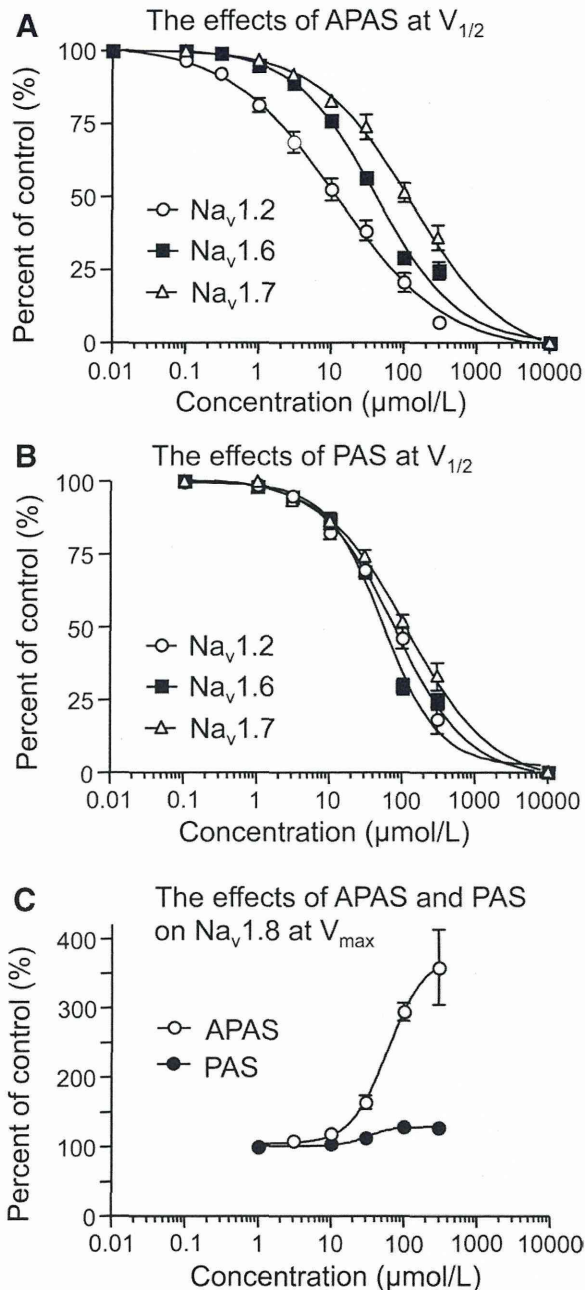 A
The effects of APAS at V1/2
Percent of control (%)
100
75
50
25
0
Nav1.2
Nav1.6
Nav1.7
0.01 0.1 1 10 100 1000 10000
Concentration (µmol/L)
B
The effects of PAS at V1/2
Percent of control (%)
100
75
50
25
0
Nav1.2
Nav1.6
Nav1.7
0.01 0.1 1 10 100 1000 10000
Concentration (µmol/L)
C
The effects of APAS and PAS
on Nav1.8 at Vmax
Percent of control (%)
400
300
200
100
0
APAS
PAS
0.01 0.1 1 10 100 1000 10000
Concentration (µmol/L)